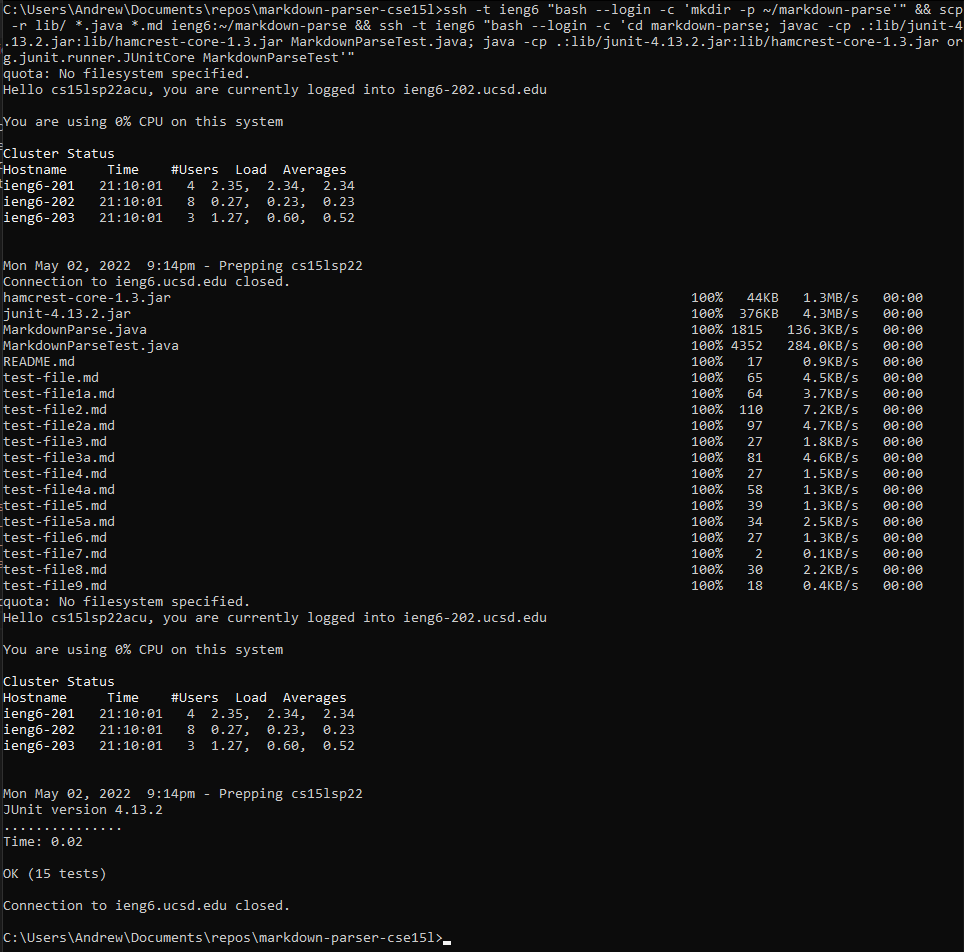 C:\Users\Andrew\Documents\repos\markdown-parser-cse15l>ssh -t ieng6 "bash --login -c 'mkdir -p ~/markdown-parse'" && scp
 -r lib/ *.java *.md ieng6:~/markdown-parse && ssh -t ieng6 "bash --login -c 'cd markdown-parse; javac -cp .:lib/junit-4
.13.2.jar:lib/hamcrest-core-1.3.jar MarkdownParseTest.java; java -cp .:lib/junit-4.13.2.jar:lib/hamcrest-core-1.3.jar or
g.junit.runner.JUnitCore MarkdownParseTest'"
quota: No filesystem specified.
Hello cs15lsp22acu, you are currently logged into ieng6-202.ucsd.edu
You are using 0% CPU on this system
Cluster Status
Hostname     Time    #Users  Load  Averages
ieng6-201   21:10:01   4  2.35,  2.34,  2.34
ieng6-202   21:10:01   8  0.27,  0.23,  0.23
ieng6-203   21:10:01   3  1.27,  0.60,  0.52
Mon May 02, 2022  9:14pm - Prepping cs15lsp22
Connection to ieng6.ucsd.edu closed.
hamcrest-core-1.3.jar 100%   44KB   1.3MB/s   00:00
junit-4.13.2.jar 100%  376KB   4.3MB/s   00:00
MarkdownParse.java 100% 1815   136.3KB/s   00:00
MarkdownParseTest.java 100% 4352   284.0KB/s   00:00
README.md 100%   17     0.9KB/s   00:00
test-file.md 100%   65     4.5KB/s   00:00
test-file1a.md 100%   64     3.7KB/s   00:00
test-file2.md 100%  110     7.2KB/s   00:00
test-file2a.md 100%   97     4.7KB/s   00:00
test-file3.md 100%   27     1.8KB/s   00:00
test-file3a.md 100%   81     4.6KB/s   00:00
test-file4.md 100%   27     1.5KB/s   00:00
test-file4a.md 100%   58     1.3KB/s   00:00
test-file5.md 100%   39     1.3KB/s   00:00
test-file5a.md 100%   34     2.5KB/s   00:00
test-file6.md 100%   27     1.3KB/s   00:00
test-file7.md 100%    2     0.1KB/s   00:00
test-file8.md 100%   30     2.2KB/s   00:00
test-file9.md 100%   18     0.4KB/s   00:00
quota: No filesystem specified.
Hello cs15lsp22acu, you are currently logged into ieng6-202.ucsd.edu
You are using 0% CPU on this system
Cluster Status
Hostname     Time    #Users  Load  Averages
ieng6-201   21:10:01   4  2.35,  2.34,  2.34
ieng6-202   21:10:01   8  0.27,  0.23,  0.23
ieng6-203   21:10:01   3  1.27,  0.60,  0.52
Mon May 02, 2022  9:14pm - Prepping cs15lsp22
JUnit version 4.13.2
...............
Time: 0.02
OK (15 tests)
Connection to ieng6.ucsd.edu closed.
C:\Users\Andrew\Documents\repos\markdown-parser-cse15l>